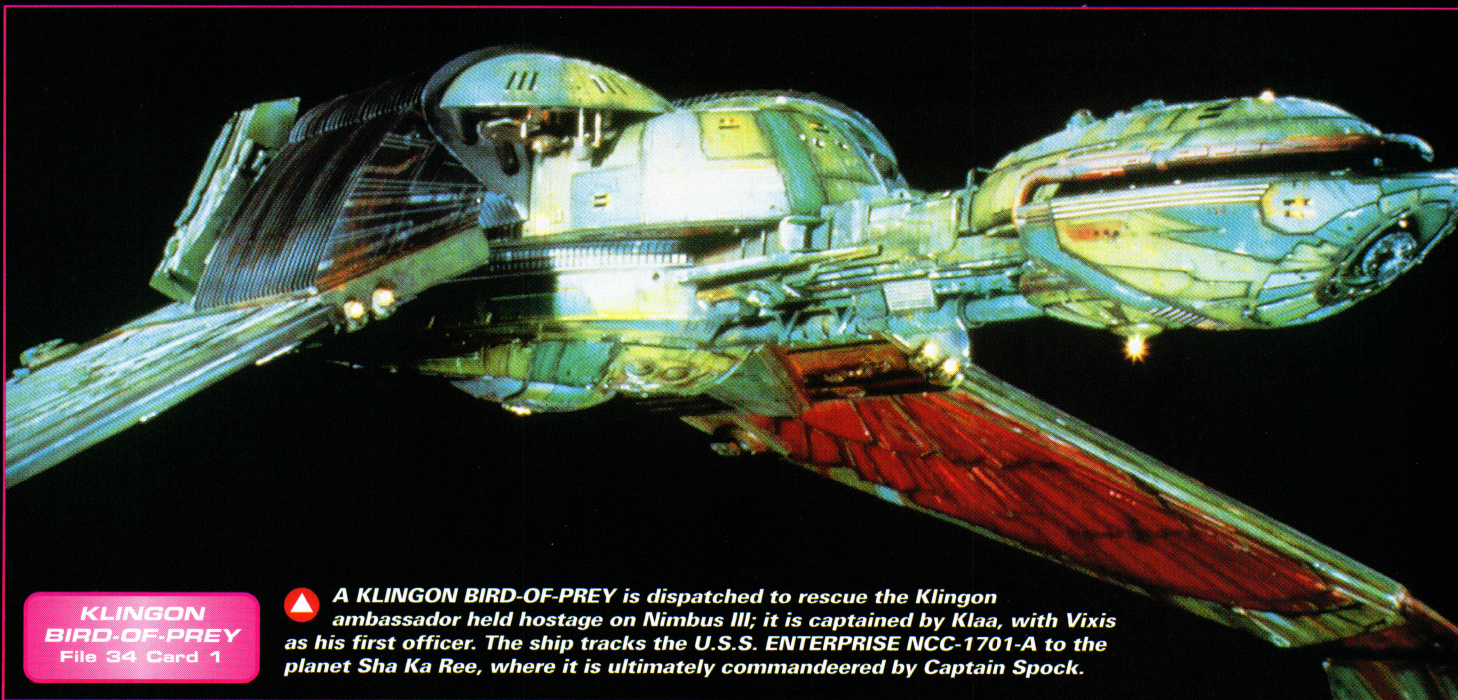 KLINGON
BIRD-OF-PREY
File 34 Card 1
A KLINGON BIRD-OF-PREY is dispatched to rescue the Klingon
ambassador held hostage on Nimbus III; it is captained by Klaa, with Vixis
as his first officer. The ship tracks the U.S.S. ENTERPRISE NCC-1701-A to the
planet Sha Ka Ree, where it is ultimately commandeered by Captain Spock.